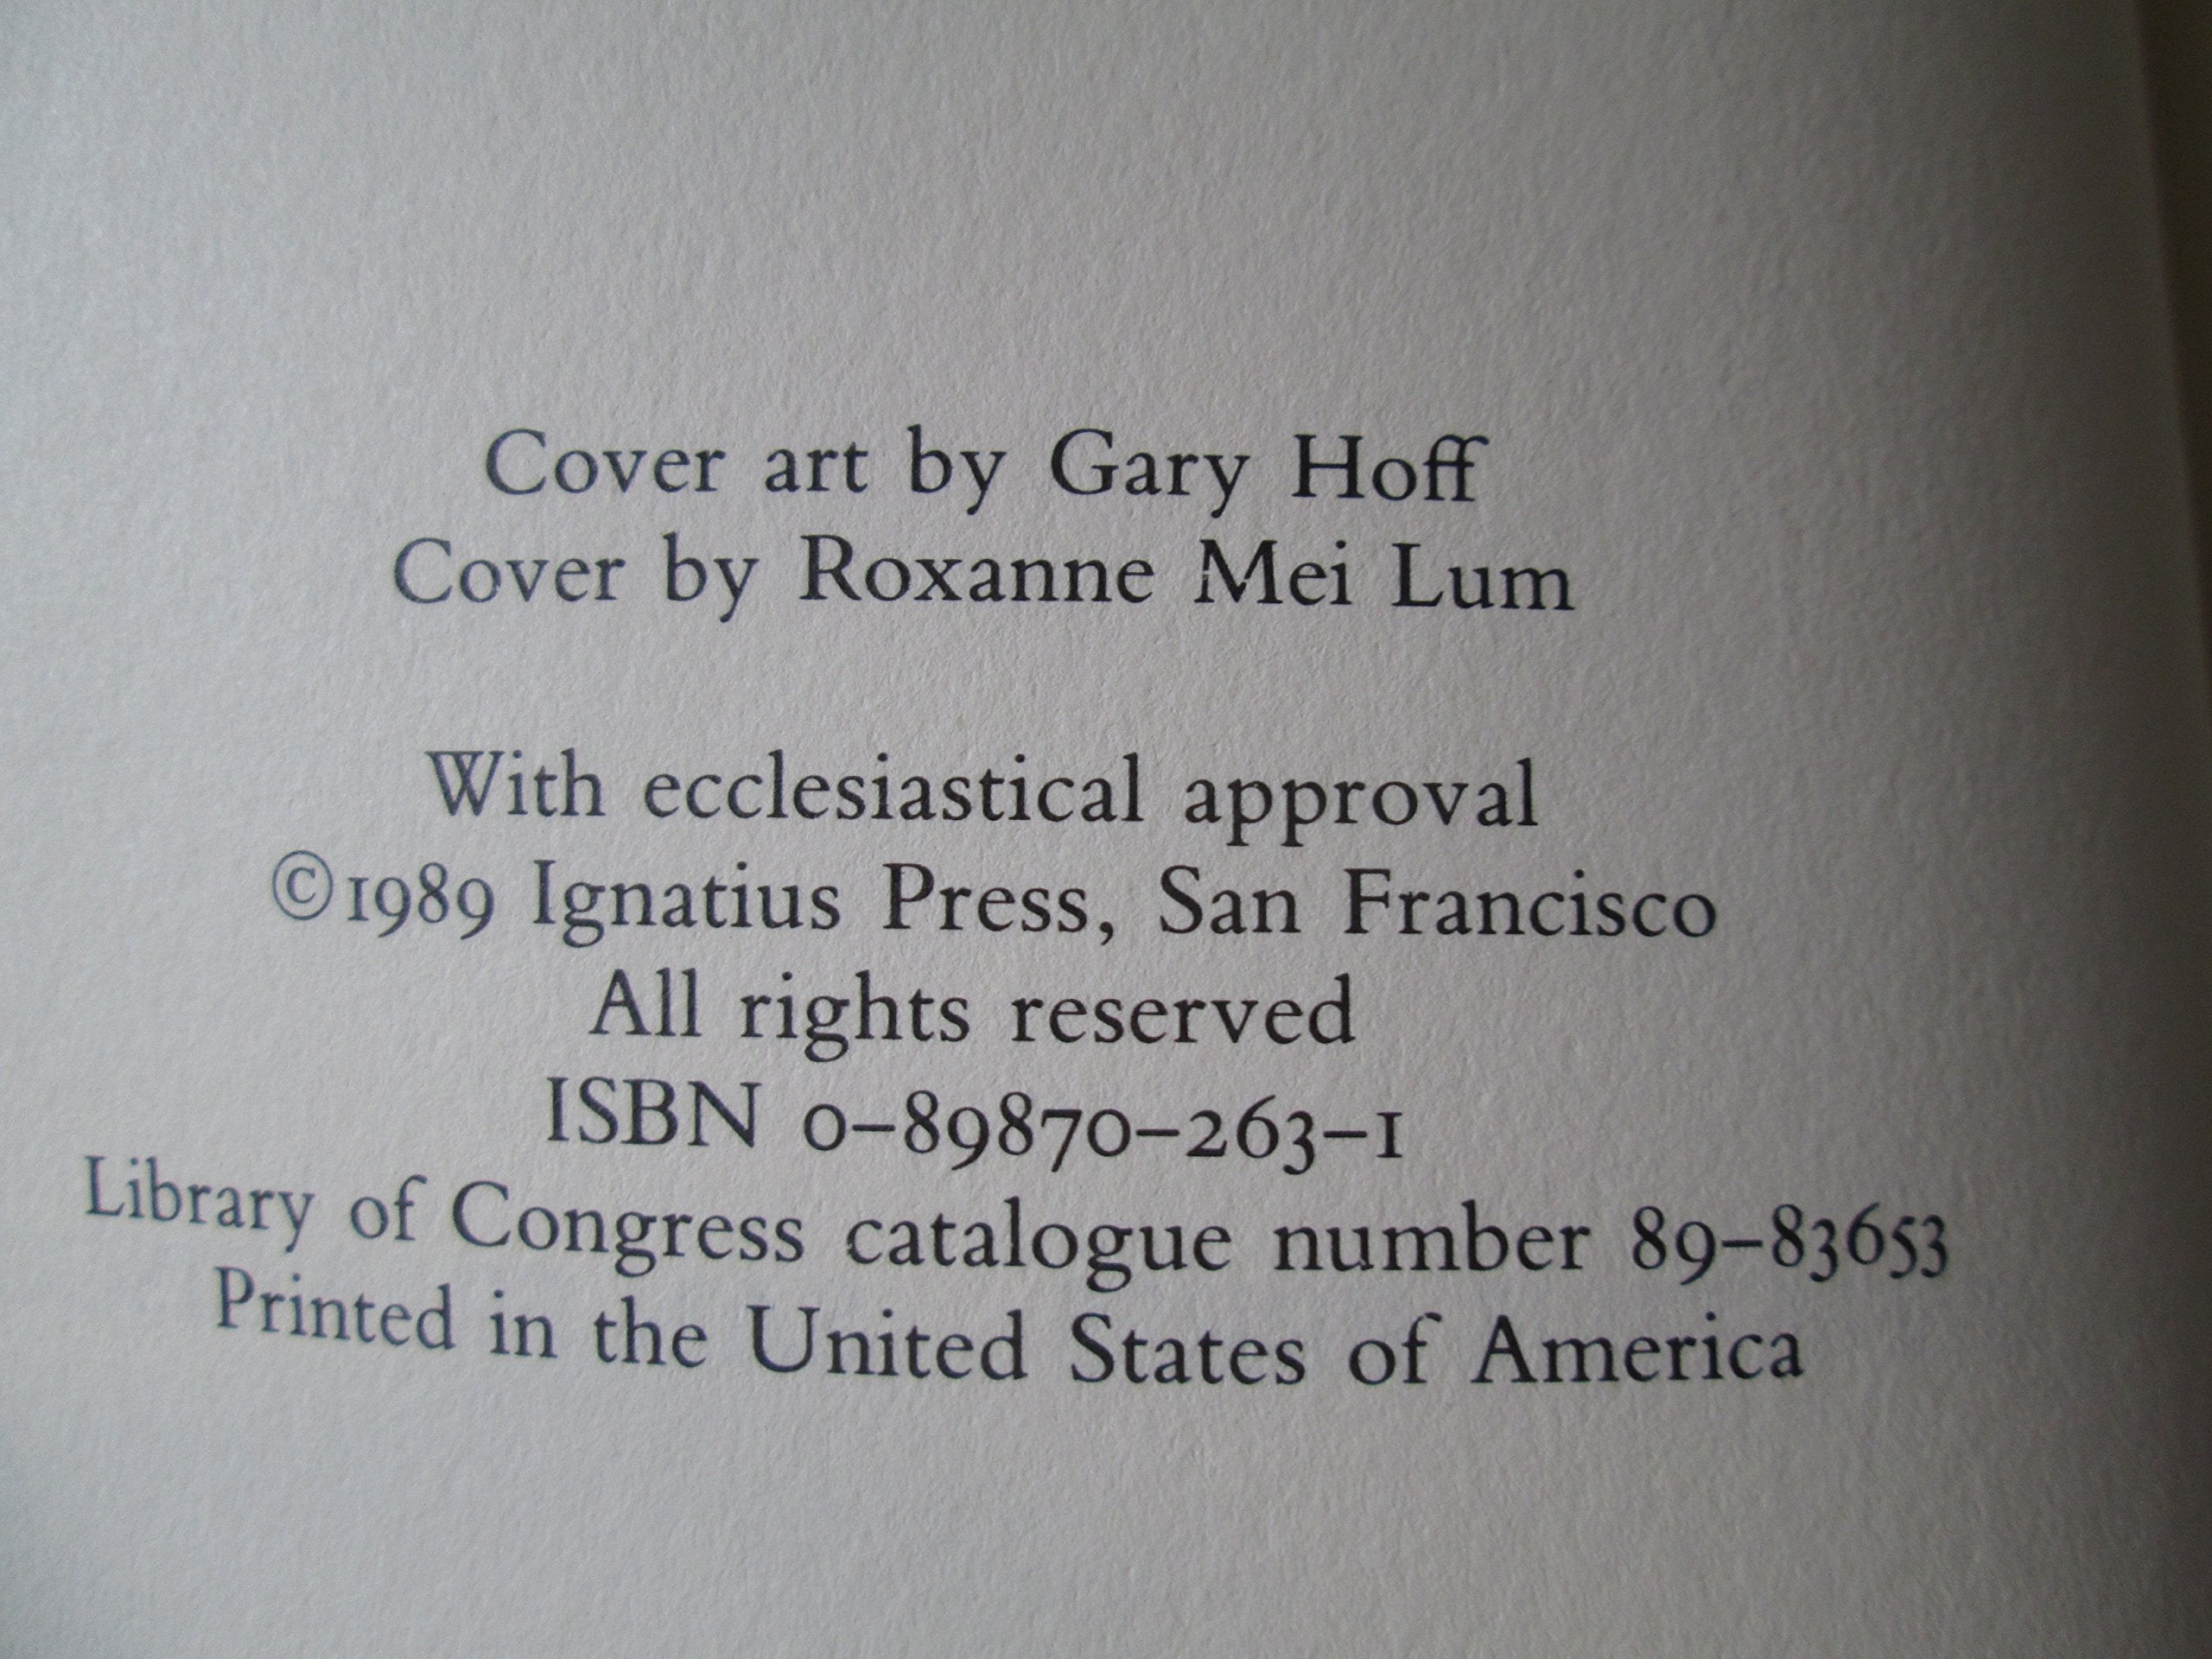 Cover art by Gary Hoff
Cover by Roxanne Mei Lum
With ecclesiastical approval
©1989 Ignatius Press, San Francisco
All rights reserved
ISBN 0–89870–263–1
Library of Congress catalogue number 89–83653
Printed in the United States of America